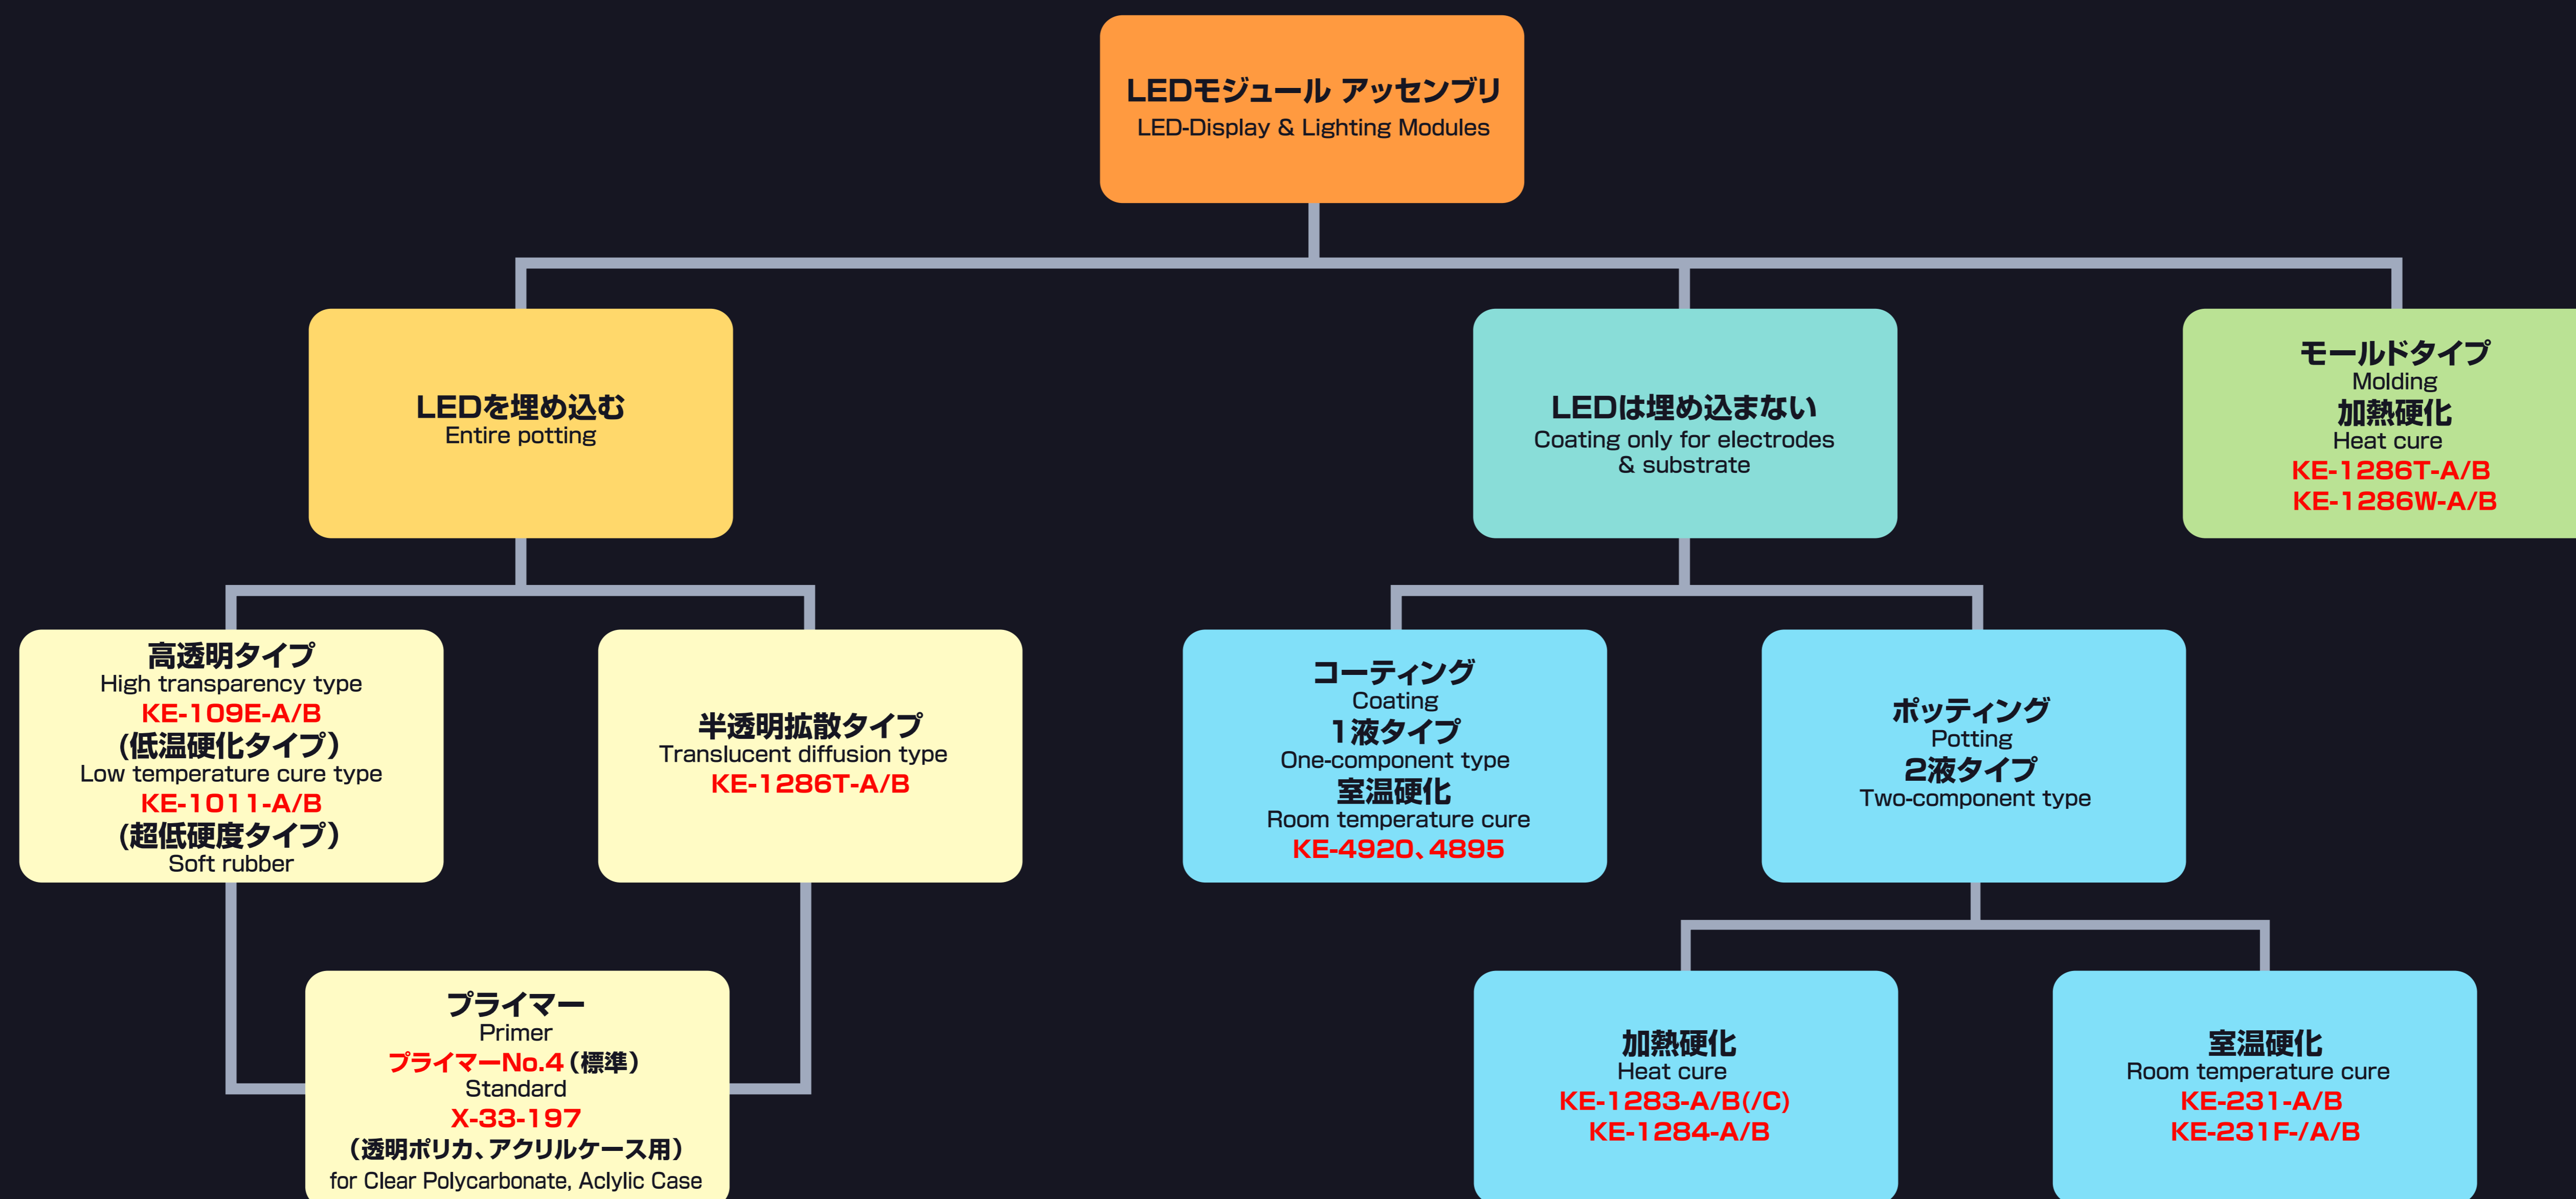 LEDモジュール アッセンブリ
LED-Display & Lighting Modules
LEDを埋め込む
Entire potting
LEDは埋め込まない
Coating only for electrodes
& substrate
モールドタイプ
Molding
加熱硬化
Heat cure
KE-1286T-A/B
KE-1286W-A/B
高透明タイプ
High transparency type
KE-109E-A/B
(低温硬化タイプ）
Low temperature cure type
KE-1011-A/B
(超低硬度タイプ）
Soft rubber
半透明拡散タイプ
Translucent diffusion type
KE-1286T-A/B
コーティング
Coating
1液タイプ
One-component type
室温硬化
Room temperature cure
KE-4920、4895
ポッティング
Potting
2液タイプ
Two-component type
プライマー
Primer
プライマーNo.4（標準）
Standard
X-33-197
（透明ポリカ、アクリルケース用）
for Clear Polycarbonate, Aclylic Case
加熱硬化
Heat cure
KE-1283-A/B(/C)
KE-1284-A/B
室温硬化
Room temperature cure
KE-231-A/B
KE-231F-/A/B